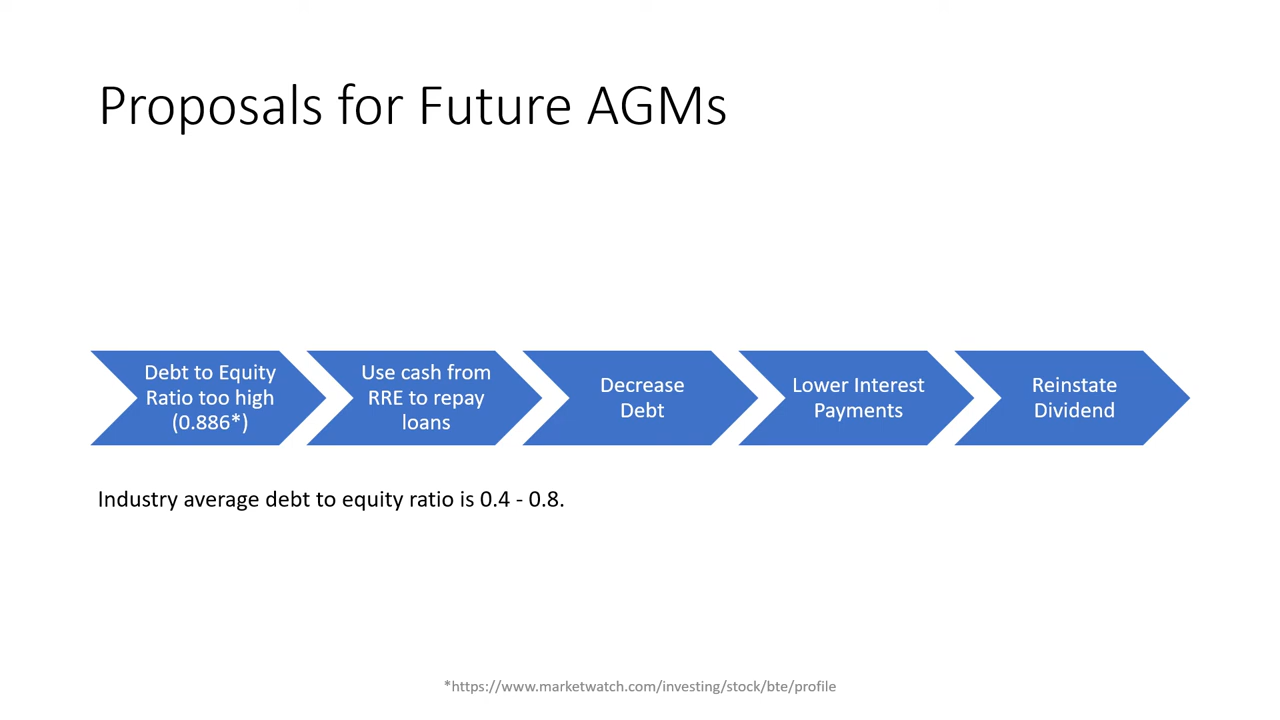 Proposals for Future AGMs
Debt to Equity
Ratio too high
(0.886*)
Use cash from
RRE to repay
loans
Decrease
Debt
Lower Interest
Payments
Reinstate
Dividend
Industry average debt to equity ratio is 0.4 - 0.8.
*https://www.marketwatch.com/investing/stock/bte/profile